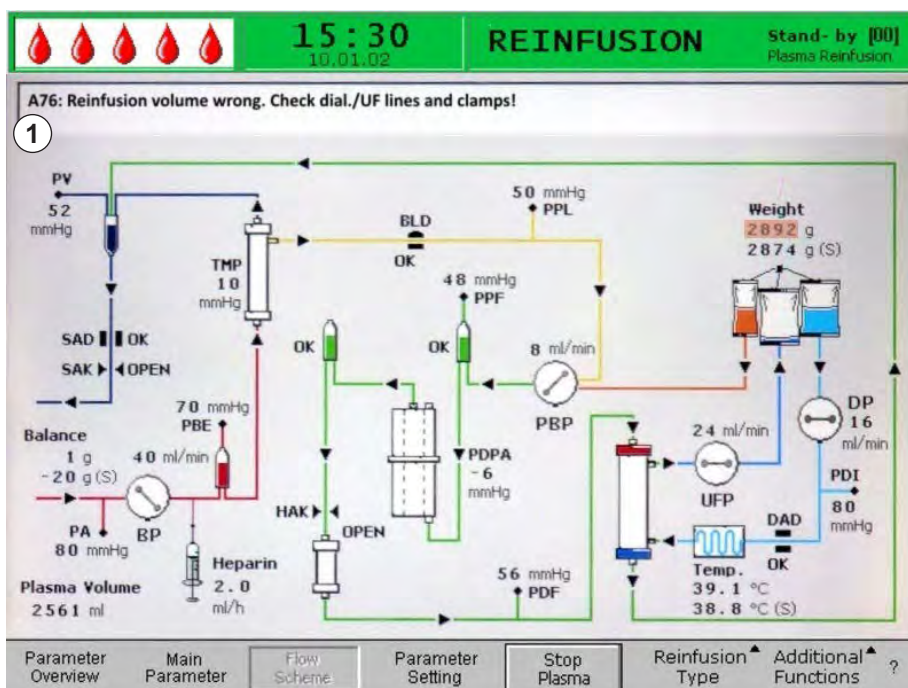 15:30
10.01.02
REINFUSION
Stand- by [00]
Plasma Reinfusion
A76: Reinfusion volume wrong. Check dial./UF lines and clamps!
1
PV
52
mmHg
TMP
10
mmHg
BLD
OK
50 mmHg
PPL
Weight
2892 g
2874 g (S)
48 mmHg
PPF
SAD OK
SAK OPEN
OK
OK
8 ml/min
PBP
70 mmHg
PBE
Balance
1 g
-20 g (S)
40 ml/min
PA
80 mmHg
BP
PDPA
-6
mmHg
24 ml/min
UFP
DP
16
ml/min
PDI
80
mmHg
HAK
OPEN
DAD
OK
Heparin
2.0
ml/h
56 mmHg
PDF
Temp.
39.1 °C
38.8 °C (S)
Plasma Volume
2561 ml
Parameter
Overview
Main
Parameter
Flow
Scheme
Parameter
Setting
Stop
Plasma
Reinfusion
Type
Additional
Functions
?